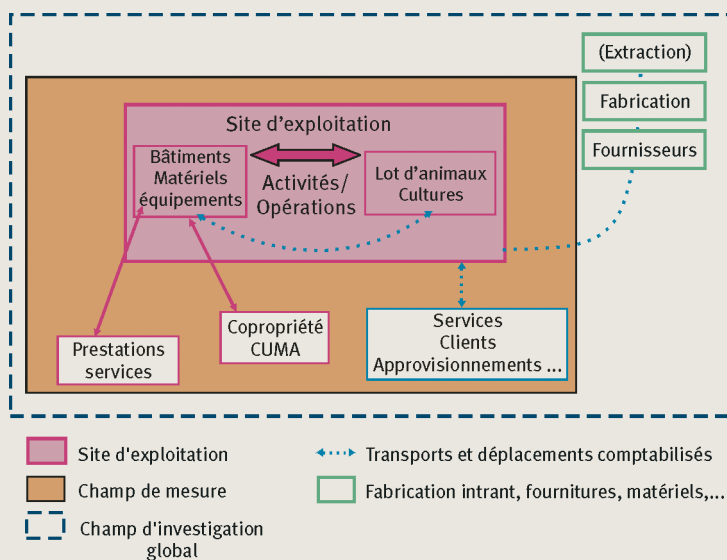 (Extraction)
Fabrication
Fournisseurs
Site d'exploitation
Bâtiments
Matériels
équipements
Activités/
Opérations
Lot d'animaux
Cultures
Prestations
services
Copropriété
CUMA
Services
Clients
Approvisionnements ...
Site d'exploitation
Champ de mesure
Champ d'investigation
global
Transports et déplacements comptabilisés
Fabrication intrant, fournitures, matériels,...